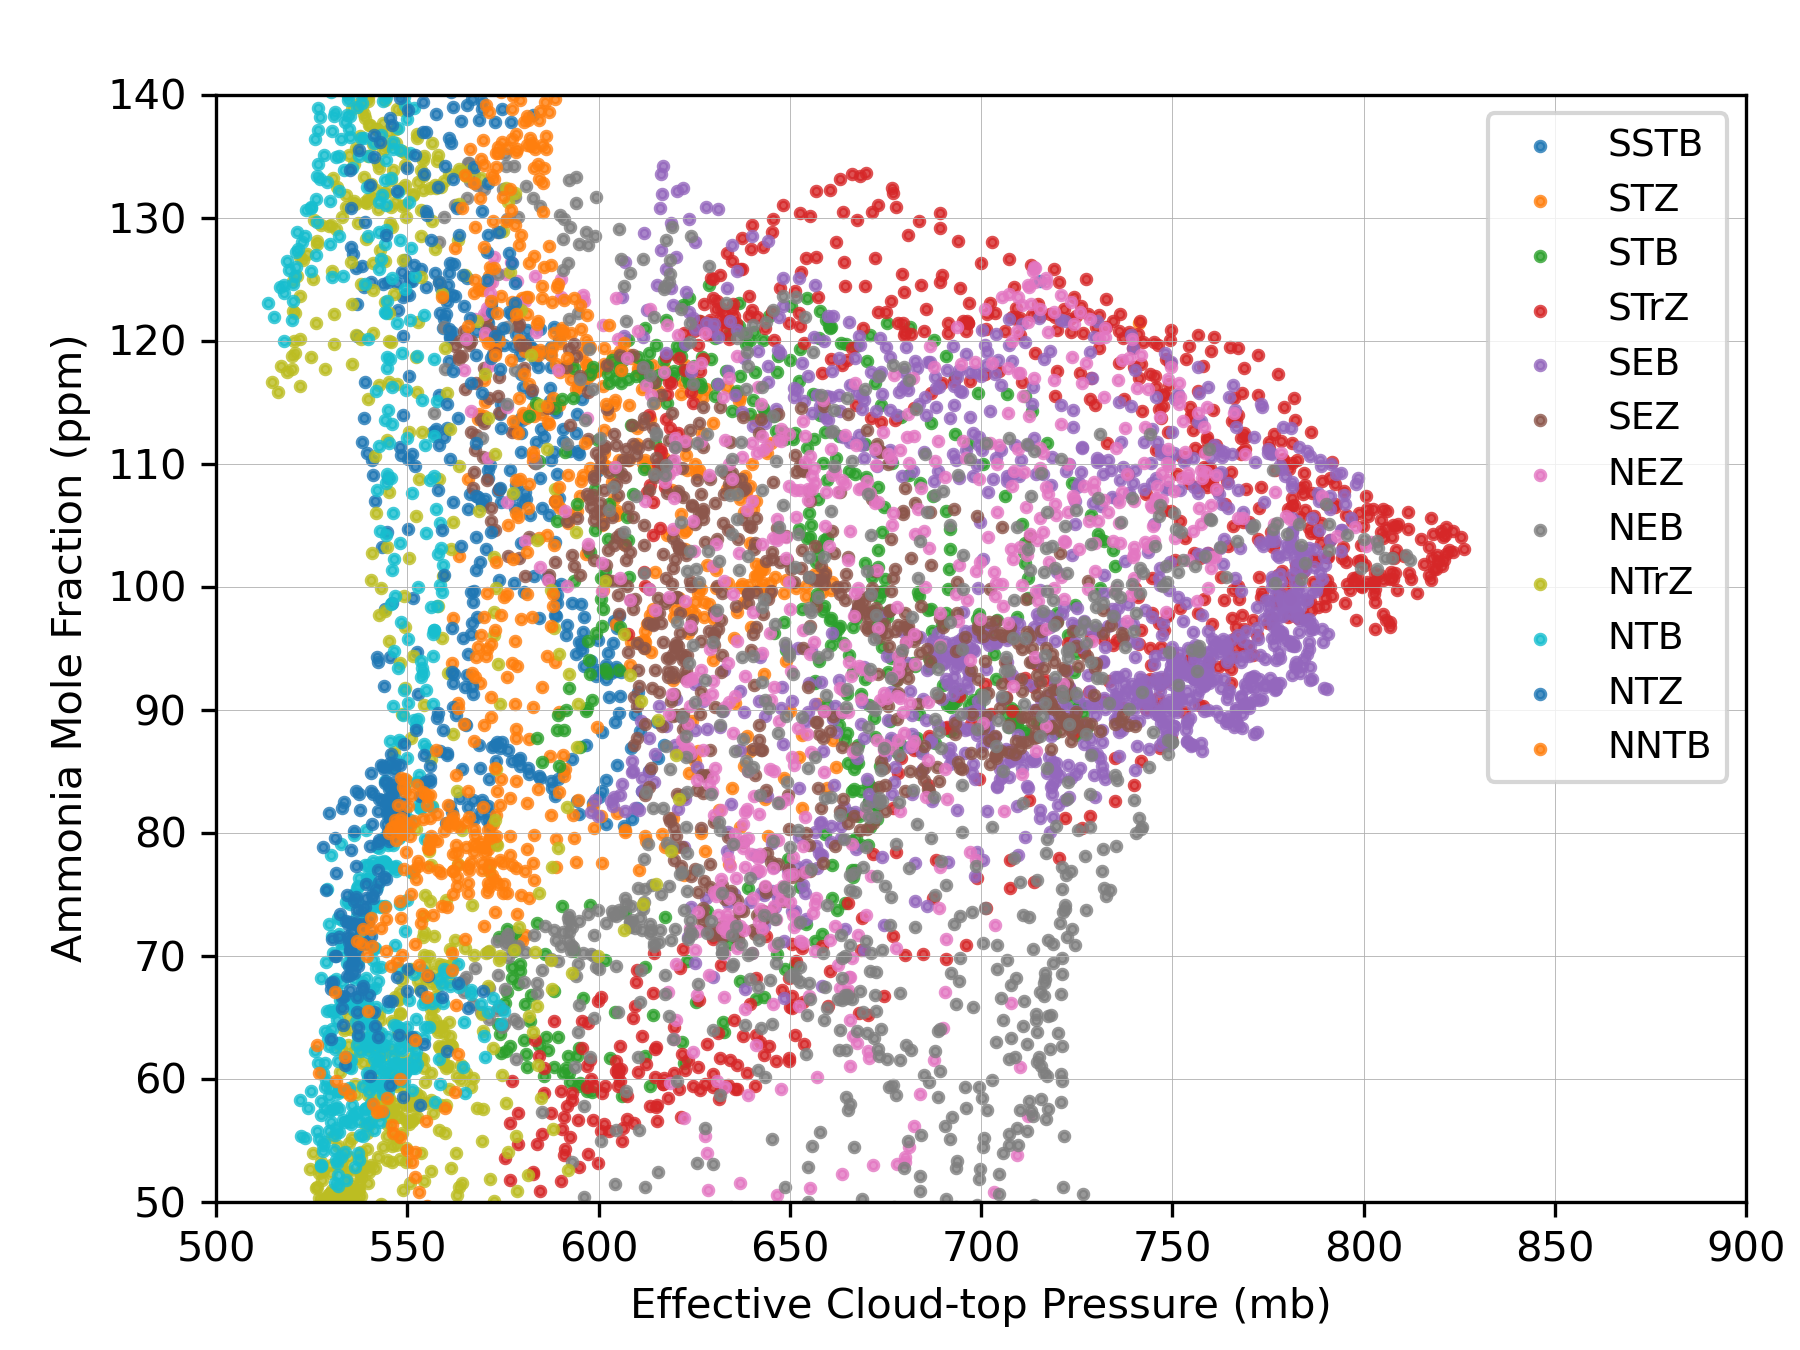 140
130
120
110
100
90
80
70
60
50
Ammonia Mole Fraction (ppm)
500 550 600 650 700 750 800 850 900
Effective Cloud-top Pressure (mb)
SSTB
STZ
STB
STrZ
SEB
SEZ
NEZ
NEB
NTrZ
NTB
NTZ
NNTB